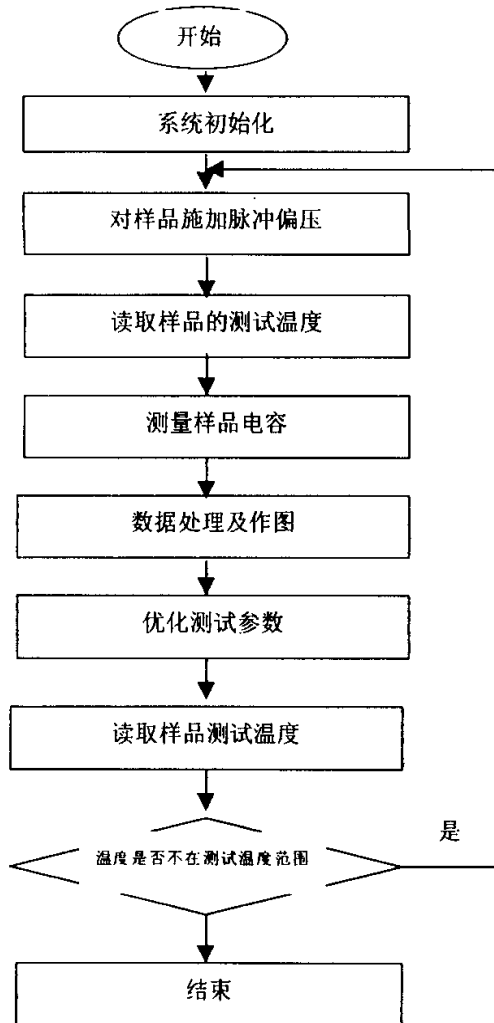 开始
系统初始化
对样品施加脉冲偏压
读取样品的测试温度
测量样品电容
数据处理及作图
优化测试参数
读取样品测试温度
是
温度是否不在测试温度范围
结束